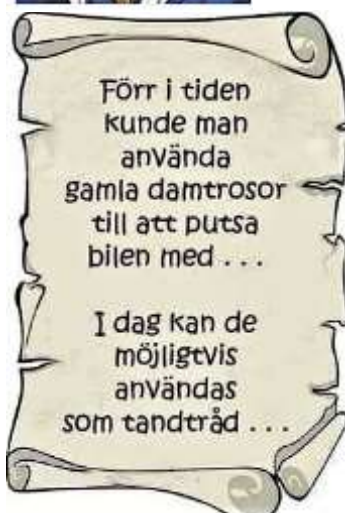 Förr i tiden
kunde man
använda
gamla damtrosor
till att putsa
bilen med . . .
I dag kan de
möjligtvis
användas
som tandtråd . . .